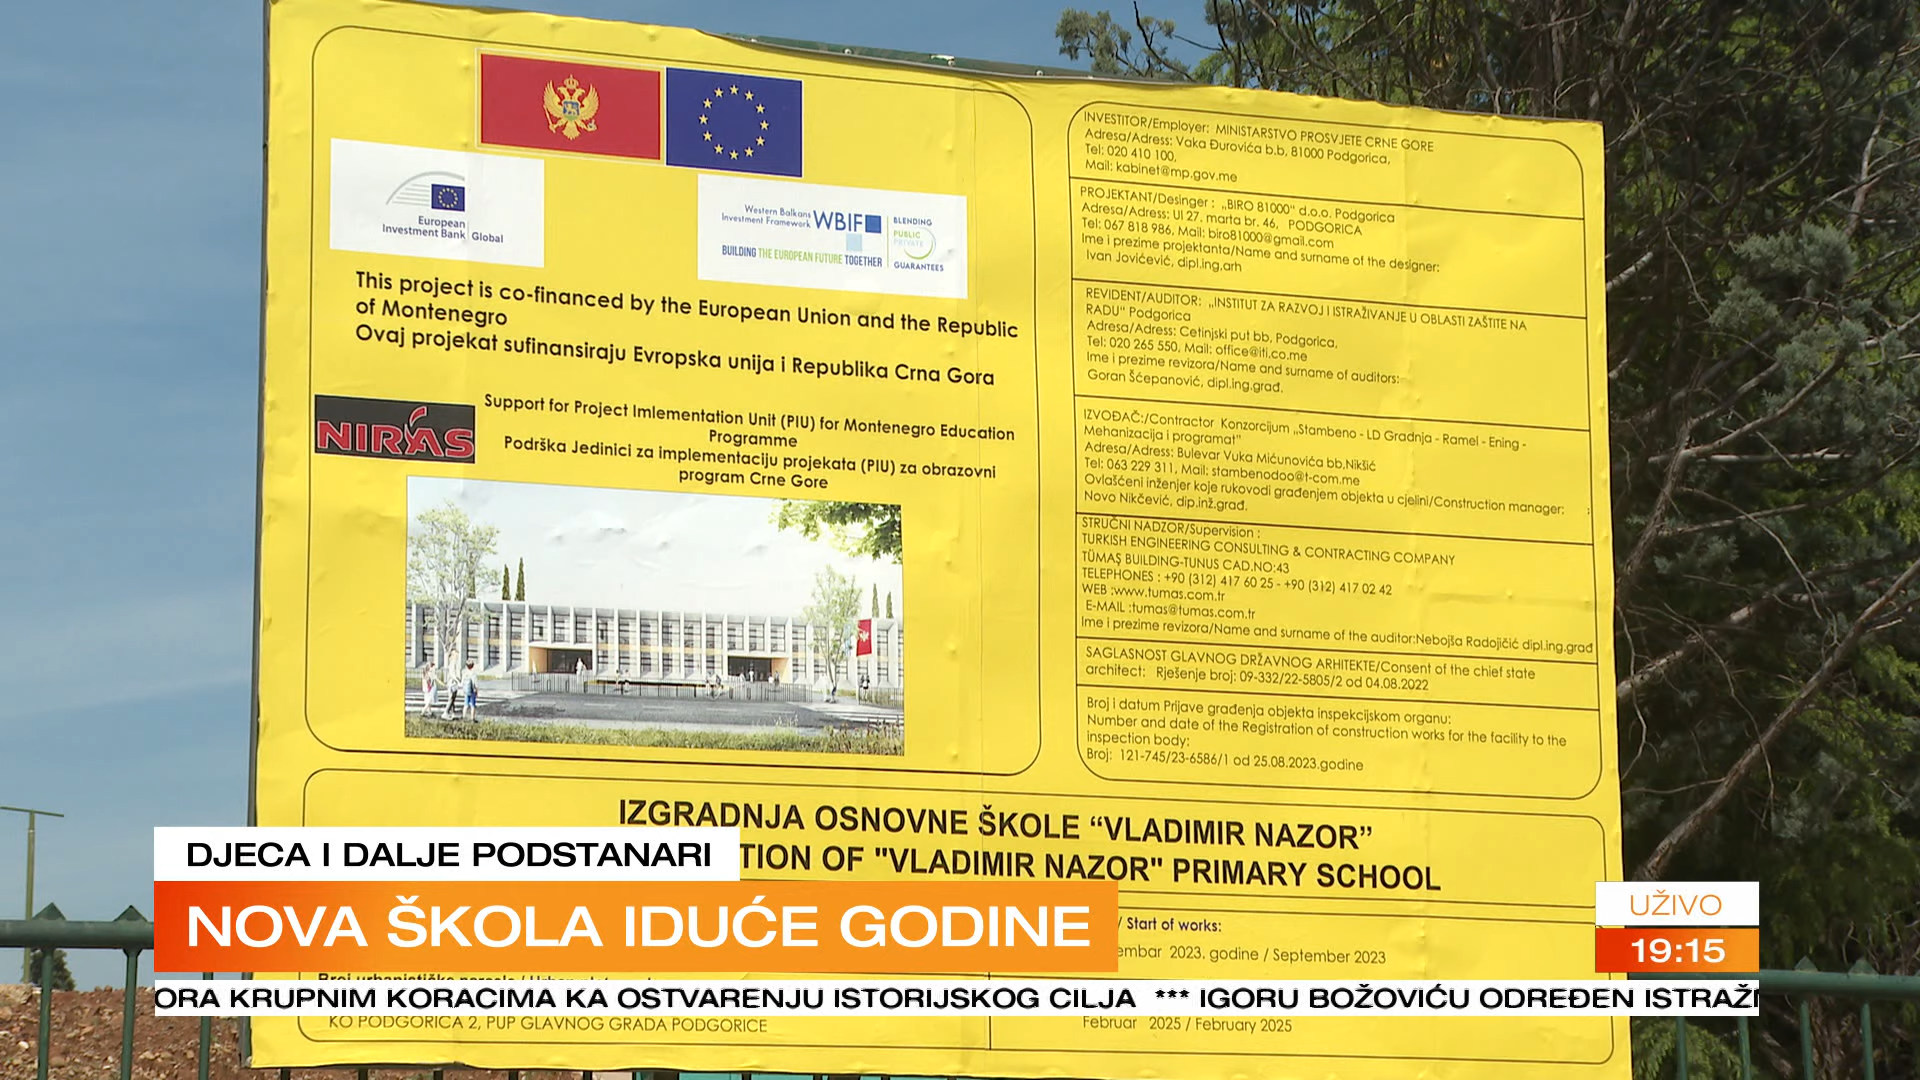 European
Investment Bank Global
Western Balkans
Investment Framework WBIF
BUILDING THE EUROPEAN FUTURE TOGETHER
BLENDING
PUBLIC
PRIVATE
GUARANTEES
This project is co-financed by the European Union and the Republic
of Montenegro
Ovaj projekat sufinansiraju Evropska unija i Republika Crna Gora
NIRAS
Support for Project Imlementation Unit (PIU) for Montenegro Education
Programme
Podrška Jedinici za implementaciju projekata (PIU) za obrazovni
program Crne Gore
INVESTITOR/Employer: MINISTARSTVO PROSVJETE CRNE GORE
Adresa/Adress: Vaka Đurovića b.b, 81000 Podgorica,
Tel: 020 410 100,
Mail: kabinet@mp.gov.me
PROJEKTANT/Desinger : „BIRO 81000“ d.o.o. Podgorica
Adresa/Adress: Ul 27. marta br. 46, PODGORICA
Tel: 067 818 986, Mail: biro81000@gmail.com
Ime i prezime projektanta/Name and surname of the designer:
Ivan Jovićević, dipl.ing.arh
REVIDENT/AUDITOR: „INSTITUT ZA RAZVOJ I ISTRAŽIVANJE U OBLASTI ZAŠTITE NA
RADU“ Podgorica
Adresa/Adress: Cetinjski put bb, Podgorica,
Tel: 020 265 550, Mail: office@iti.co.me
Ime i prezime revizora/Name and surname of auditors:
Goran Šćepanović, dipl.ing.građ.
IZVOĐAČ:/Contractor Konzorcijum „Stambeno - LD Gradnja - Ramel - Ening -
Mehanizacija i programat“
Adresa/Adress: Bulevar Vuka Mićunovića bb,Nikšić
Tel: 063 229 311, Mail: stambenodoo@t-com.me
Ovlašćeni inženjer koje rukovodi građenjem objekta u cjelini/Construction manager:
Novo Nikčević, dip.inž.građ.
STRUČNI NADZOR/Supervision :
TURKISH ENGINEERING CONSULTING & CONTRACTING COMPANY
TÜMAŞ BUILDING-TUNUS CAD.NO:43
TELEPHONES : +90 (312) 417 60 25 - +90 (312) 417 02 42
WEB :www.tumas.com.tr
E-MAIL :tumas@tumas.com.tr
Ime i prezime revizora/Name and surname of the auditor:Nebojša Radojičić dipl.ing.građ
SAGLASNOST GLAVNOG DRŽAVNOG ARHITEKTE/Consent of the chief state
architect: Rješenje broj: 09-332/22-5805/2 od 04.08.2022
Broj i datum Prijave građenja objekta inspekcijskom organu:
Number and date of the Registration of construction works for the facility to the
inspection body:
Broj: 121-745/23-6586/1 od 25.08.2023.godine
IZGRADNJA OSNOVNE ŠKOLE “VLADIMIR NAZOR”
TION OF "VLADIMIR NAZOR" PRIMARY SCHOOL
DJECA I DALJE PODSTANARI
NOVA ŠKOLA IDUĆE GODINE
/ Start of works:
embar 2023. godine / September 2023
UŽIVO
19:15
ORA KRUPNIM KORACIMA KA OSTVARENJU ISTORIJSKOG CILJA *** IGORU BOŽOVIĆU ODREĐEN ISTRAŽ
KO PODGORICA 2, PUP GLAVNOG GRADA PODGORICE
Februar 2025 / February 2025